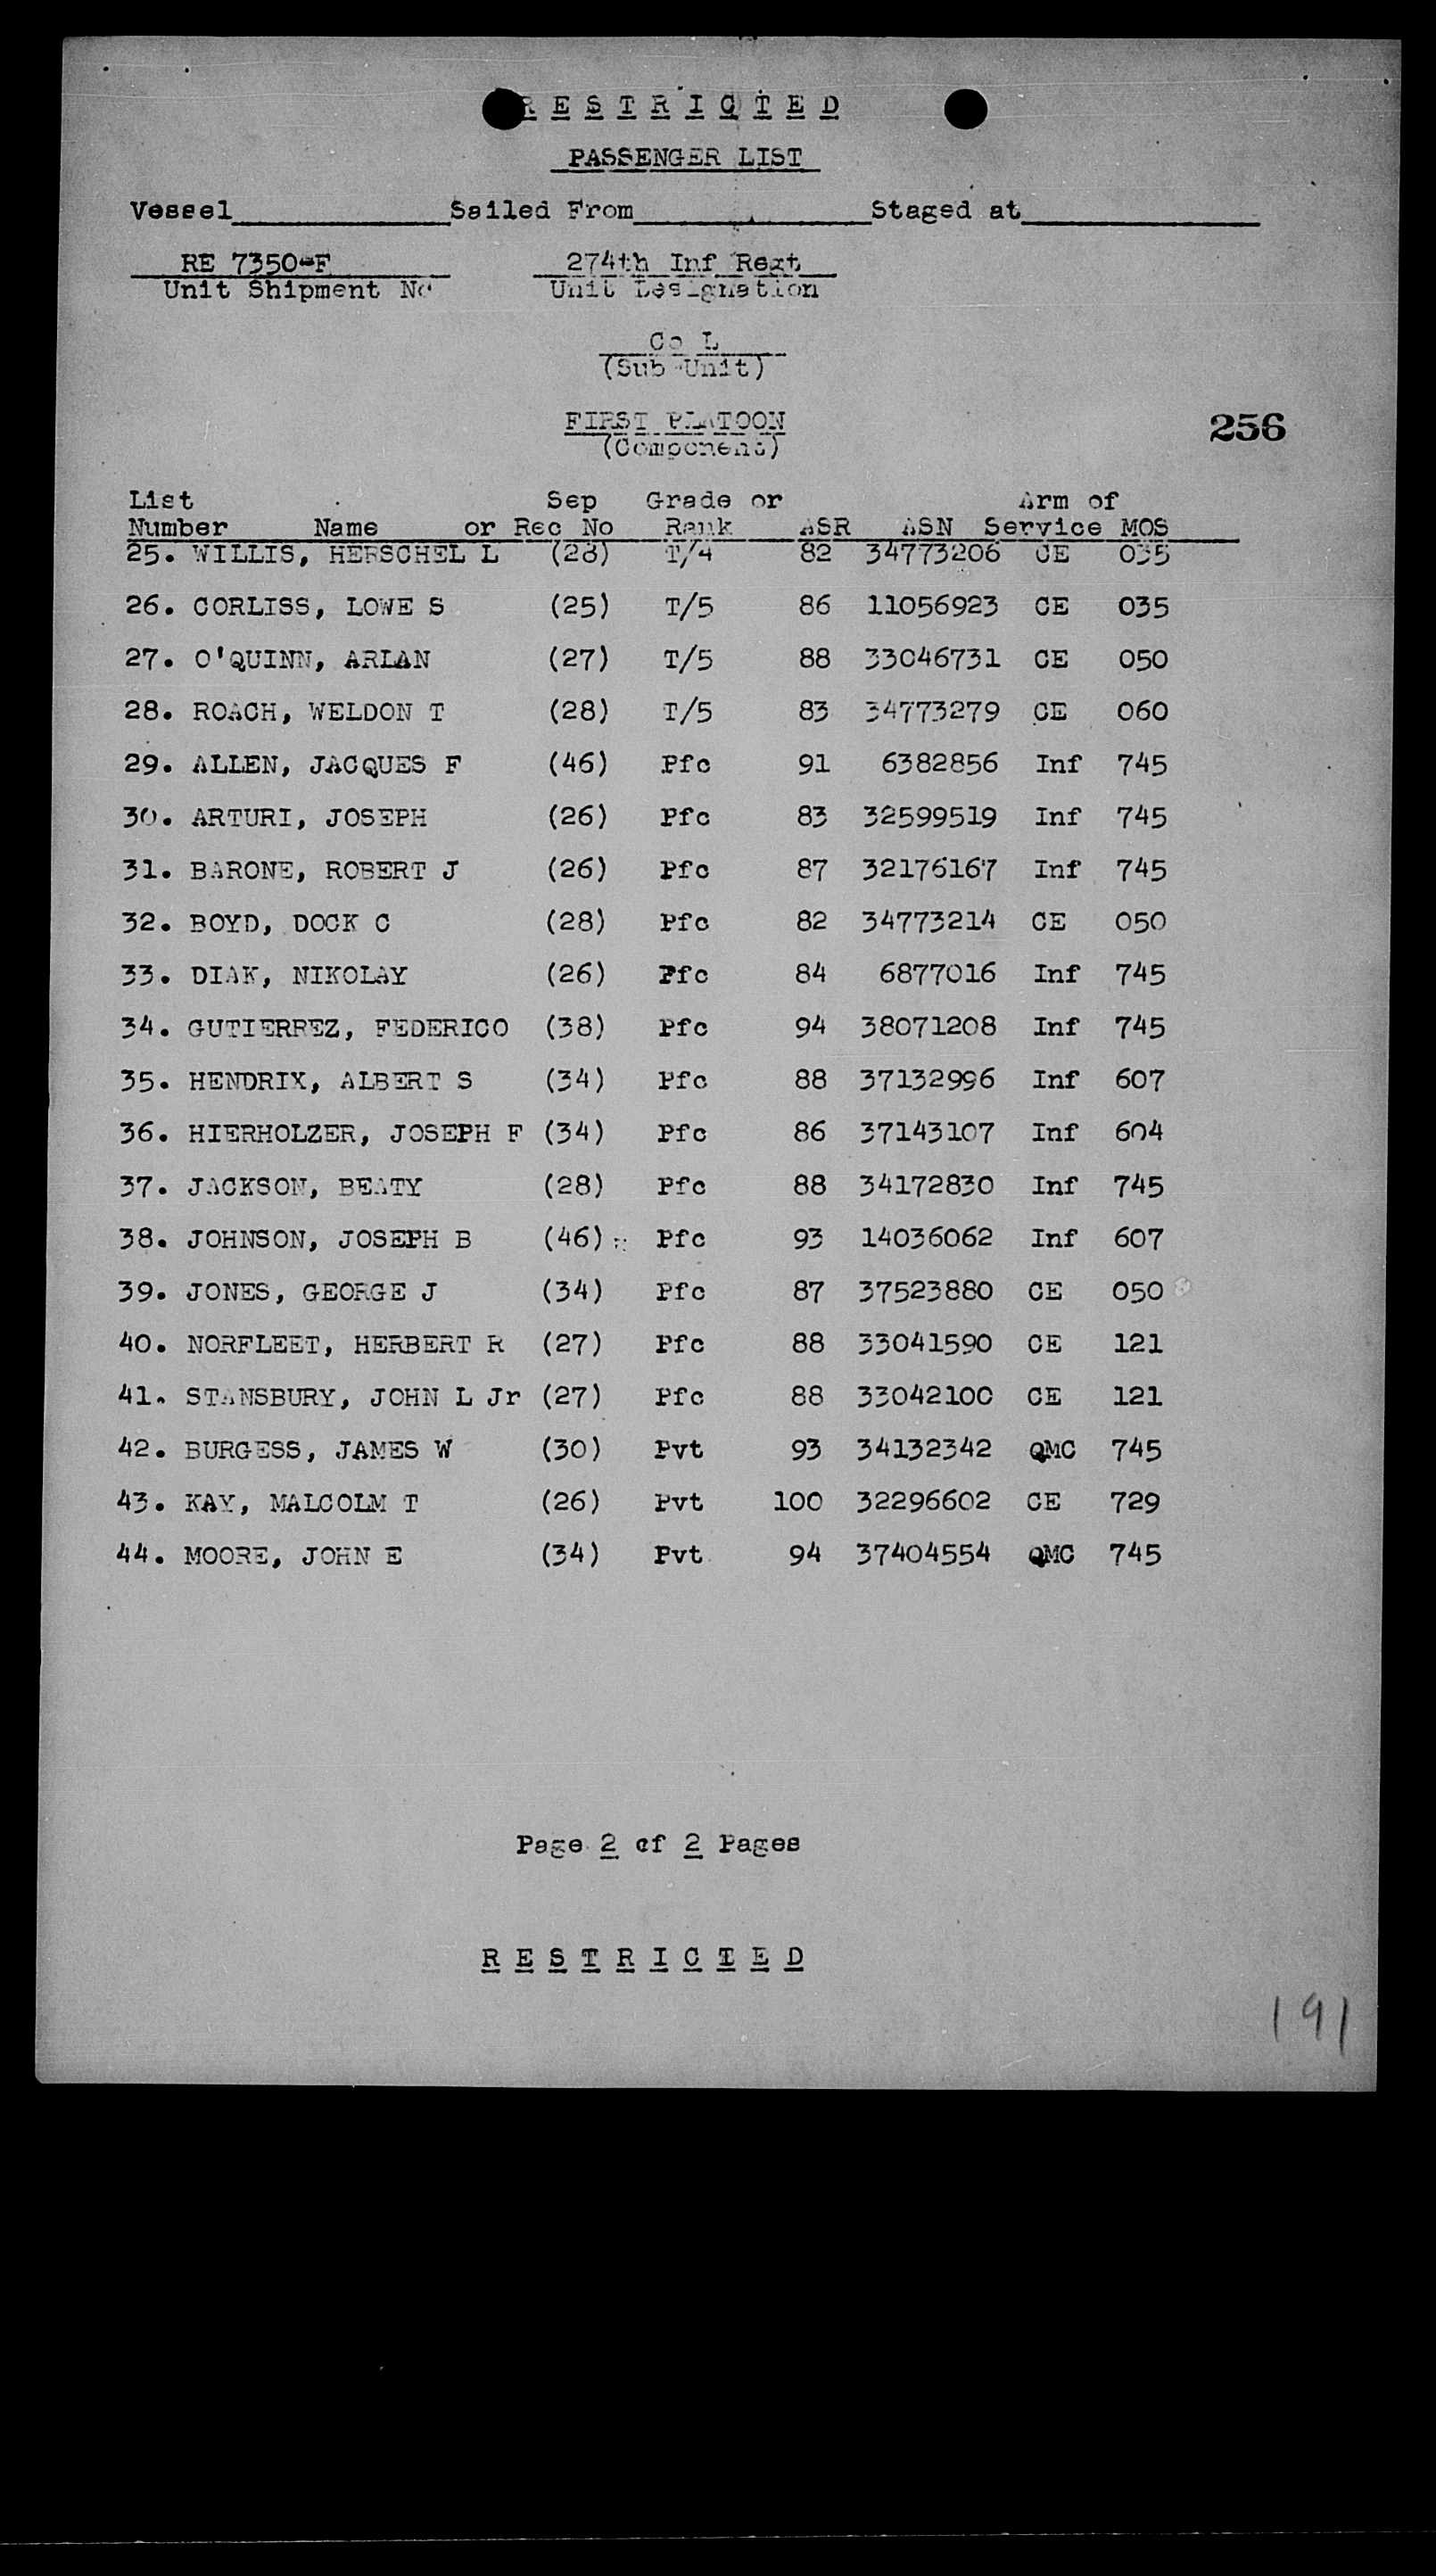 RESTRICTED
PASSENGER LIST
Vessel Sailed From Staged at
RE 7350-F 274th Inf Regt
Unit Shipment No Unit Designation
Co L
(Sub Unit)
FIRST PLATOON
256
(Component)
List Sep Grade or Arm of
Number Name or Rec No Rank ASR ASN Service MOS
25. WILLIS, HERSCHEL L (28) T/4 82 34773206 CE 035
26. CORLISS, LOWE S (25) T/5 86 11056923 CE 035
27. O'QUINN, ARLAN (27) T/5 88 33046731 CE 050
28. ROACH, WELDON T (28) T/5 83 34773279 CE 060
29. ALLEN, JACQUES F (46) Pfc 91 6382856 Inf 745
30. ARTURI, JOSEPH (26) Pfc 83 32599519 Inf 745
31. BARONE, ROBERT J (26) Pfc 87 32176167 Inf 745
32. BOYD, DOCK C (28) Pfc 82 34773214 CE 050
33. DIAK, NIKOLAY (26) Pfc 84 6877016 Inf 745
34. GUTIERREZ, FEDERICO (38) Pfc 94 38071208 Inf 745
35. HENDRIX, ALBERT S (34) Pfc 88 37132996 Inf 607
36. HIERHOLZER, JOSEPH F (34) Pfc 86 37143107 Inf 604
37. JACKSON, BEATY (28) Pfc 88 34172830 Inf 745
38. JOHNSON, JOSEPH B (46) Pfc 93 14036062 Inf 607
39. JONES, GEORGE J (34) Pfc 87 37523880 CE 050
40. NORFLEET, HERBERT R (27) Pfc 88 33041590 CE 121
41. STANSBURY, JOHN L Jr (27) Pfc 88 33042100 CE 121
42. BURGESS, JAMES W (30) Pvt 93 34132342 QMC 745
43. KAY, MALCOLM T (26) Pvt 100 32296602 CE 729
44. MOORE, JOHN E (34) Pvt 94 37404554 QMC 745
Page 2 of 2 Pages
RESTRICTED
191